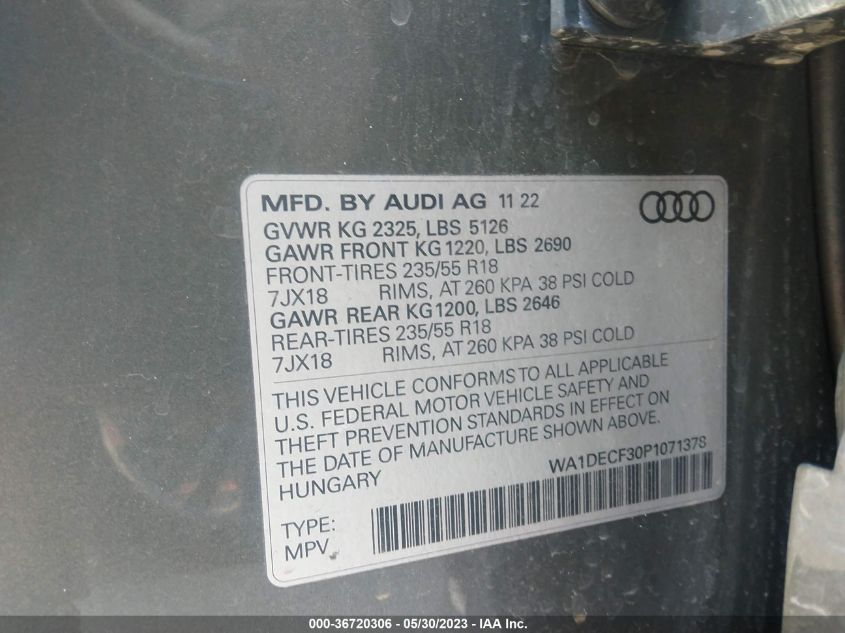 MFD. BY AUDI AG 11 22
GVWR KG 2325, LBS 5126
GAWR FRONT KG 1220, LBS 2690
FRONT-TIRES 235/55 R18
7JX18 RIMS, AT 260 KPA 38 PSI COLD
GAWR REAR KG1200, LBS 2646
REAR-TIRES 235/55 R18
7JX18 RIMS, AT 260 KPA 38 PSI COLD
THIS VEHICLE CONFORMS TO ALL APPLICABLE
U.S. FEDERAL MOTOR VEHICLE SAFETY AND
THEFT PREVENTION STANDARDS IN EFFECT ON
THE DATE OF MANUFACTURE SHOWN ABOVE.
HUNGARY
WA1DECF30P1071378
TYPE:
MPV
000-36720306 - 05/30/2023 - IAA Inc.